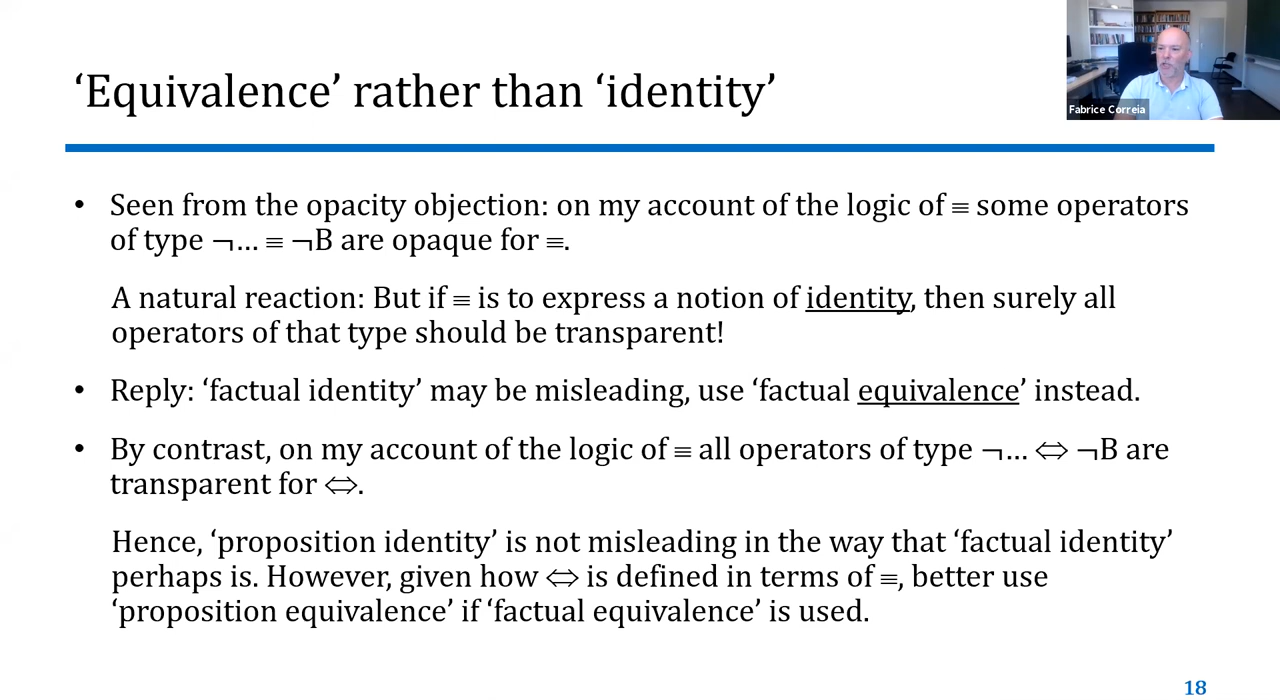 ‘Equivalence’ rather than ‘identity’
Fabrice Correia
• Seen from the opacity objection: on my account of the logic of ≡ some operators
of type ¬… ≡ ¬B are opaque for ≡.
A natural reaction: But if ≡ is to express a notion of identity, then surely all
operators of that type should be transparent!
• Reply: ‘factual identity’ may be misleading, use ‘factual equivalence’ instead.
• By contrast, on my account of the logic of ≡ all operators of type ¬… ⇔ ¬B are
transparent for ⇔.
Hence, ‘proposition identity’ is not misleading in the way that ‘factual identity’
perhaps is. However, given how ⇔ is defined in terms of ≡, better use
‘proposition equivalence’ if ‘factual equivalence’ is used.
18